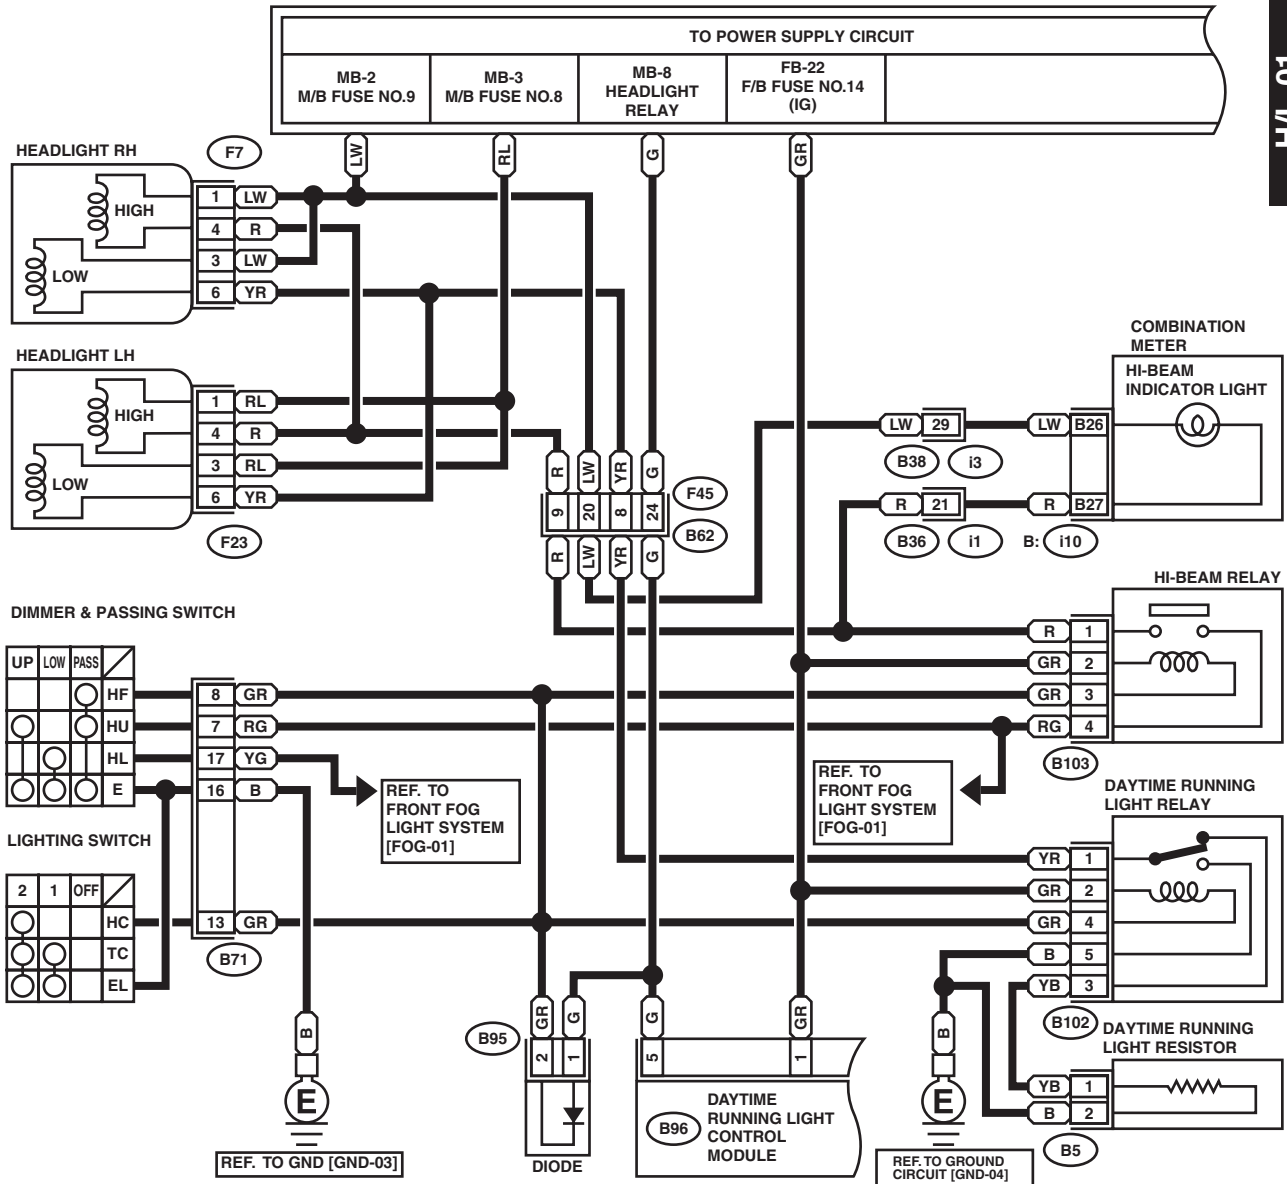 TO POWER SUPPLY CIRCUIT
MB-2
M/B FUSE NO.9
MB-3
M/B FUSE NO.8
MB-8
HEADLIGHT
RELAY
FB-22
F/B FUSE NO.14
(IG)
LW
RL
G
GR
HEADLIGHT RH
F7
HIGH
LOW
1 LW
4 R
3 LW
6 YR
HEADLIGHT LH
HIGH
LOW
1 RL
4 R
3 RL
6 YR
F23
R LW YR G
9 20 8 24
R LW YR G
F45
B62
COMBINATION
METER
HI-BEAM
INDICATOR LIGHT
LW 29 LW B26
B38 i3
R 21 R B27
B36 i1 B: i10
HI-BEAM RELAY
R 1
GR 2
GR 3
RG 4
B103
DIMMER & PASSING SWITCH
UP LOW PASS
HF
HU
HL
E
8 GR
7 RG
17 YG
16 B
13 GR
B71
REF. TO
FRONT FOG
LIGHT SYSTEM
[FOG-01]
REF. TO
FRONT FOG
LIGHT SYSTEM
[FOG-01]
LIGHTING SWITCH
2 1 OFF
HC
TC
EL
DAYTIME RUNNING
LIGHT RELAY
YR 1
GR 2
GR 4
B 5
YB 3
B102
DAYTIME RUNNING
LIGHT RESISTOR
YB 1
B 2
B5
B
E
REF. TO GND [GND-03]
B95
GR G
2 1
DIODE
G GR
5 1
B96
DAYTIME
RUNNING LIGHT
CONTROL
MODULE
B
E
REF. TO GROUND
CIRCUIT [GND-04]